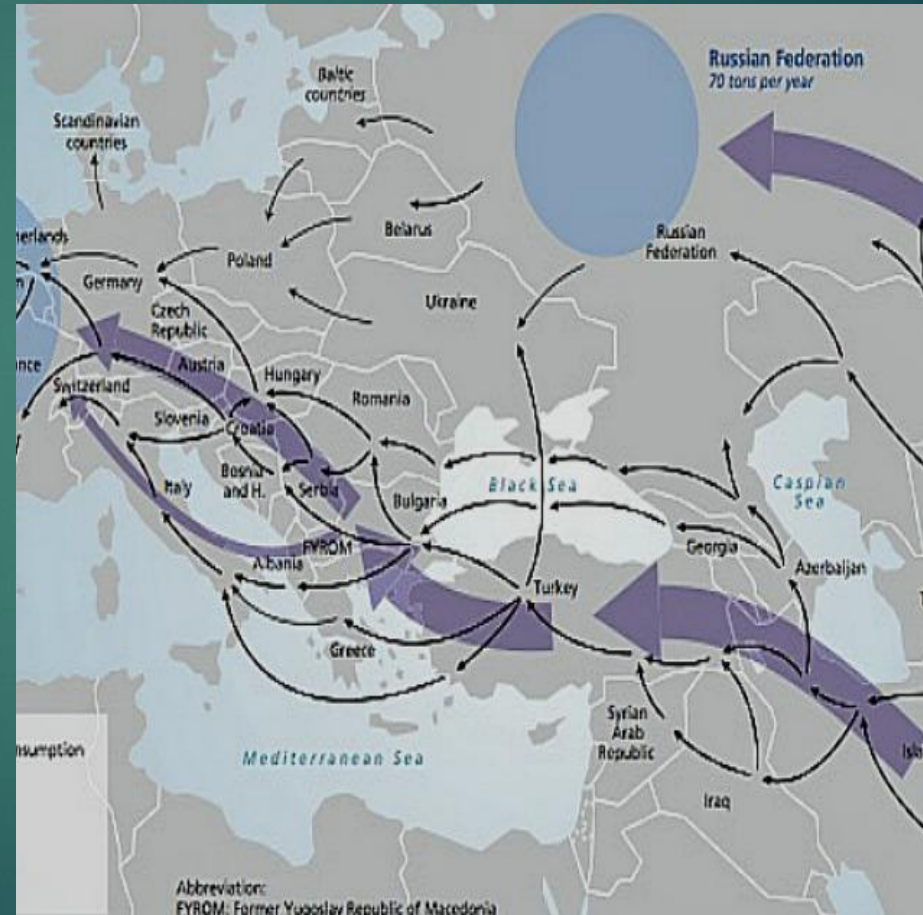 Russian Federation
70 tons per year
Baltic
countries
Scandinavian
countries
Belarus
Russian
Federation
Poland
Germany
Ukraine
Czech
Republic
Austria
Hungary
Switzerland
Romania
Slovenia
Croatia
Bosnia
and H.
Serbia
Italy
Bulgaria
Black Sea
Caspian
Sea
FYROM
Albania
Georgia
Azerbaijan
Turkey
Greece
Syrian
Arab
Republic
Mediterranean Sea
Iraq
Abbreviation:
FYROM: Former Yugoslav Republic of Macedonia